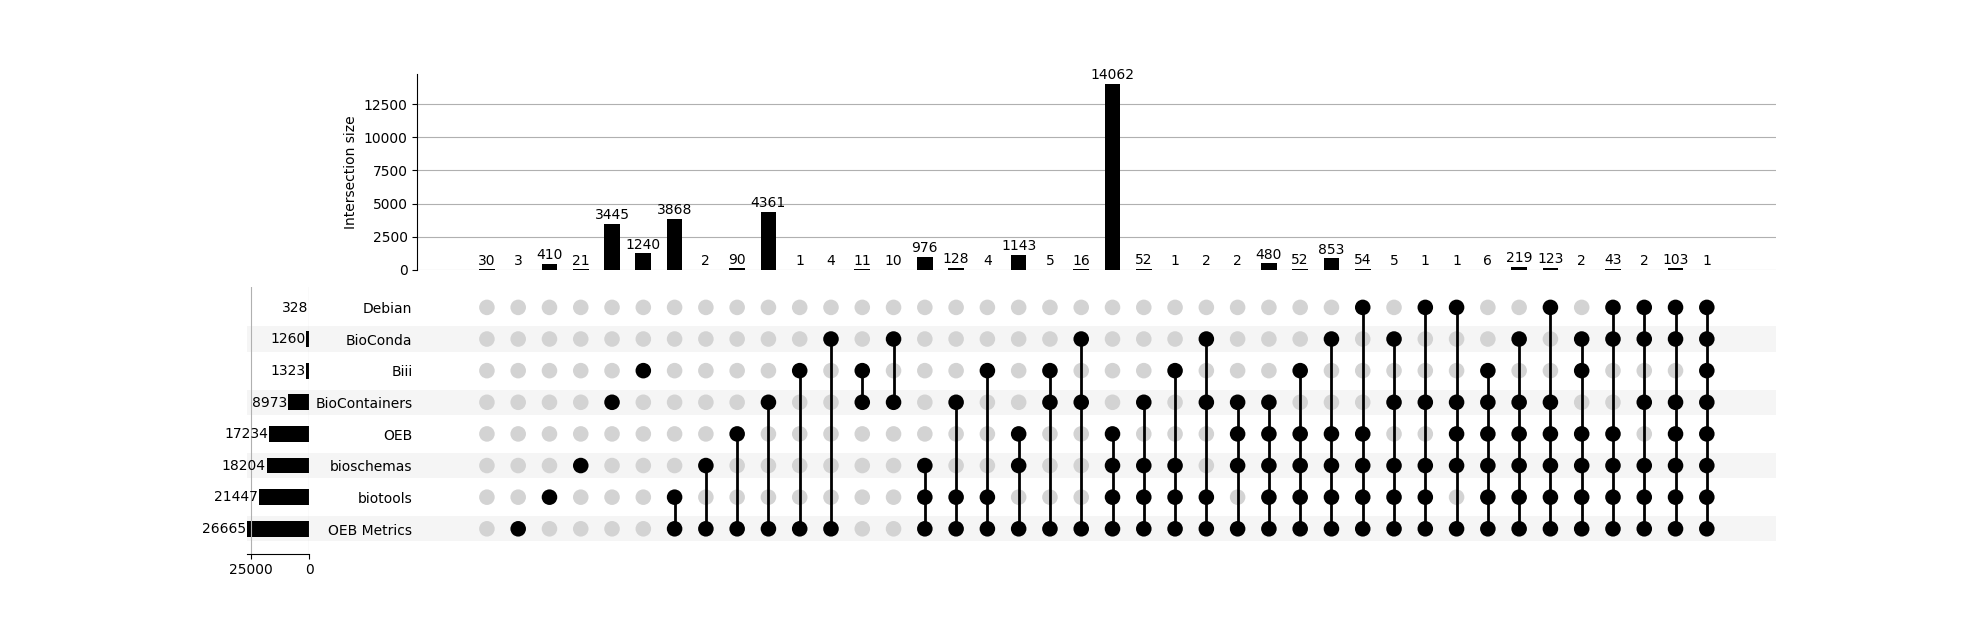 14062
12500
10000
7500
5000
2500
0
Intersection size
30 3 410 21 3445 1240 3868 2 90 4361 1 4 11 10 976 128 4 1143 5 16 52 1 2 2 480 52 853 54 5 1 1 6 219 123 2 43 2 103 1
328 Debian
1260 BioConda
1323 Biii
8973 BioContainers
17234 OEB
18204 bioschemas
21447 biotools
26665 OEB Metrics
25000 0